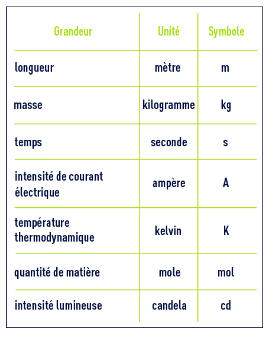 Grandeur Unité Symbole
longueur mètre m
masse kilogramme kg
temps seconde s
intensité de courant
électrique ampère A
température
thermodynamique kelvin K
quantité de matière mole mol
intensité lumineuse candela cd